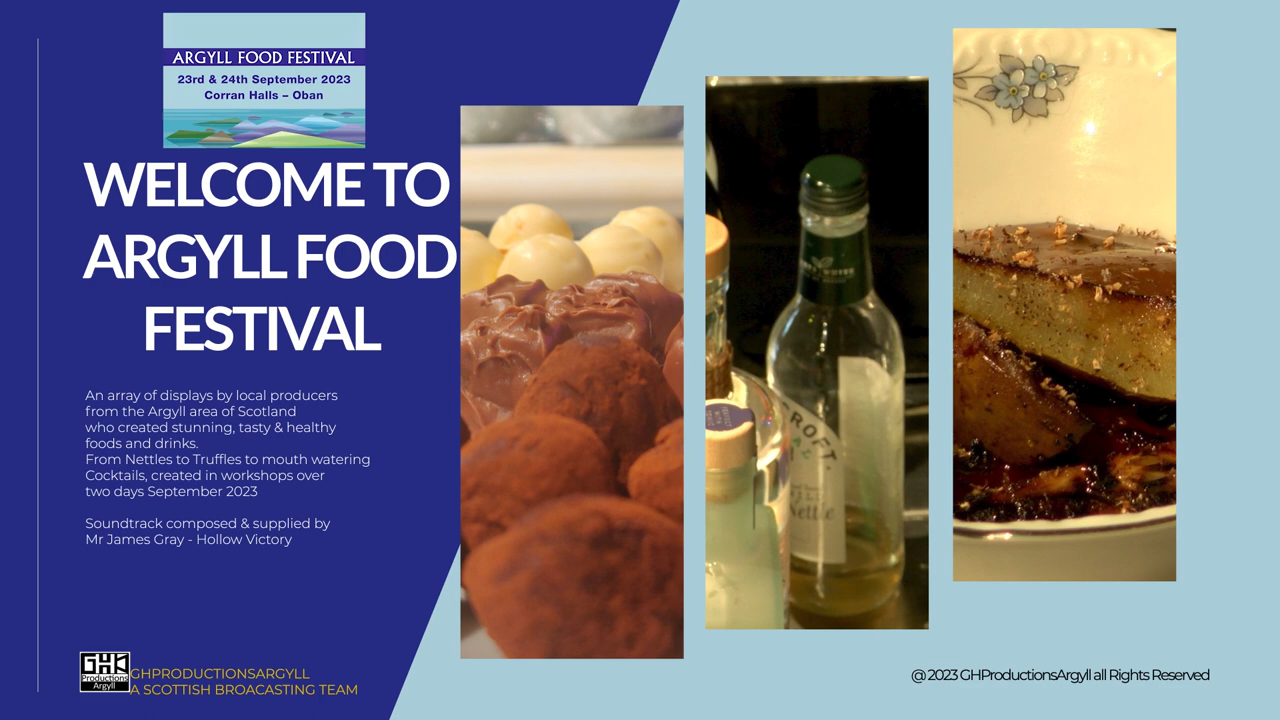 ARGYLL FOOD FESTIVAL
23rd & 24th September 2023
Corran Halls – Oban
WELCOME TO
ARGYLL FOOD
FESTIVAL
An array of displays by local producers
from the Argyll area of Scotland
who created stunning, tasty & healthy
foods and drinks.
From Nettles to Truffles to mouth watering
Cocktails, created in workshops over
two days September 2023
Soundtrack composed & supplied by
Mr James Gray - Hollow Victory
ROFT
Nettle
GHK
Productions
Argyll
GHPRODUCTIONSARGYLL
A SCOTTISH BROACASTING TEAM
@ 2023 GHProductionsArgyll all Rights Reserved